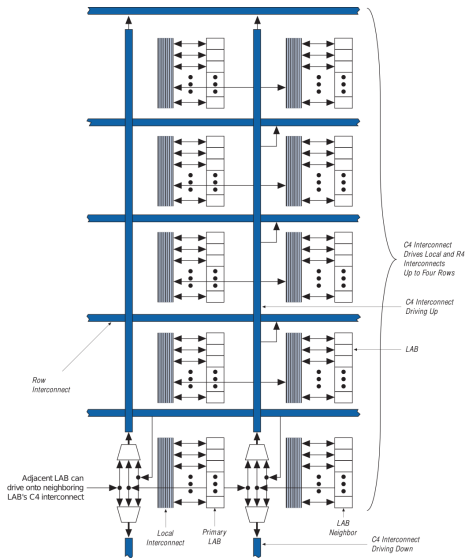 C4 Interconnect
Drives Local and R4
Interconnects
Up to Four Rows
C4 Interconnect
Driving Up
LAB
Row
Interconnect
Adjacent LAB can
drive onto neighboring
LAB's C4 interconnect
Local
Interconnect
Primary
LAB
LAB
Neighbor
C4 Interconnect
Driving Down